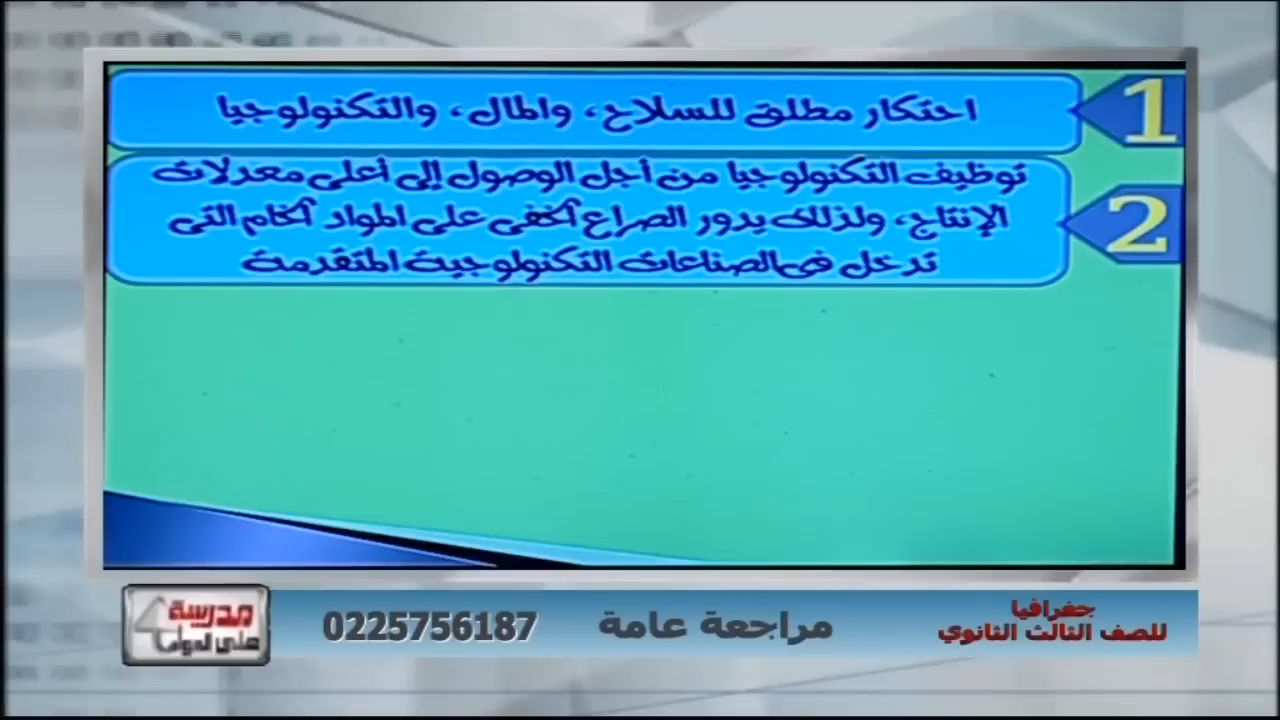 1
احتكار مطلق للسلاح، والمال، والتكنولوجيا
2
توظيف التكنولوجيا من أجل الوصول إلى أعلى معدلات
الإنتاج، ولذلك يدور الصراع الخفى على المواد الخام التى
تدخل فى الصناعات التكنولوجية المتقدمة
جغرافيا
للصف الثالث الثانوي
مراجعة عامة
0225756187
مدرسة
على الهواء
4